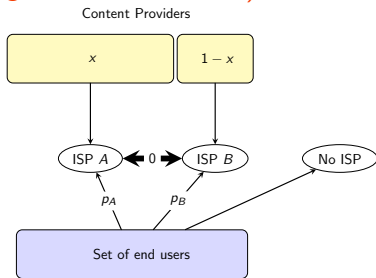 Content Providers
x
1 − x
ISP A
0
ISP B
No ISP
p_A
p_B
Set of end users